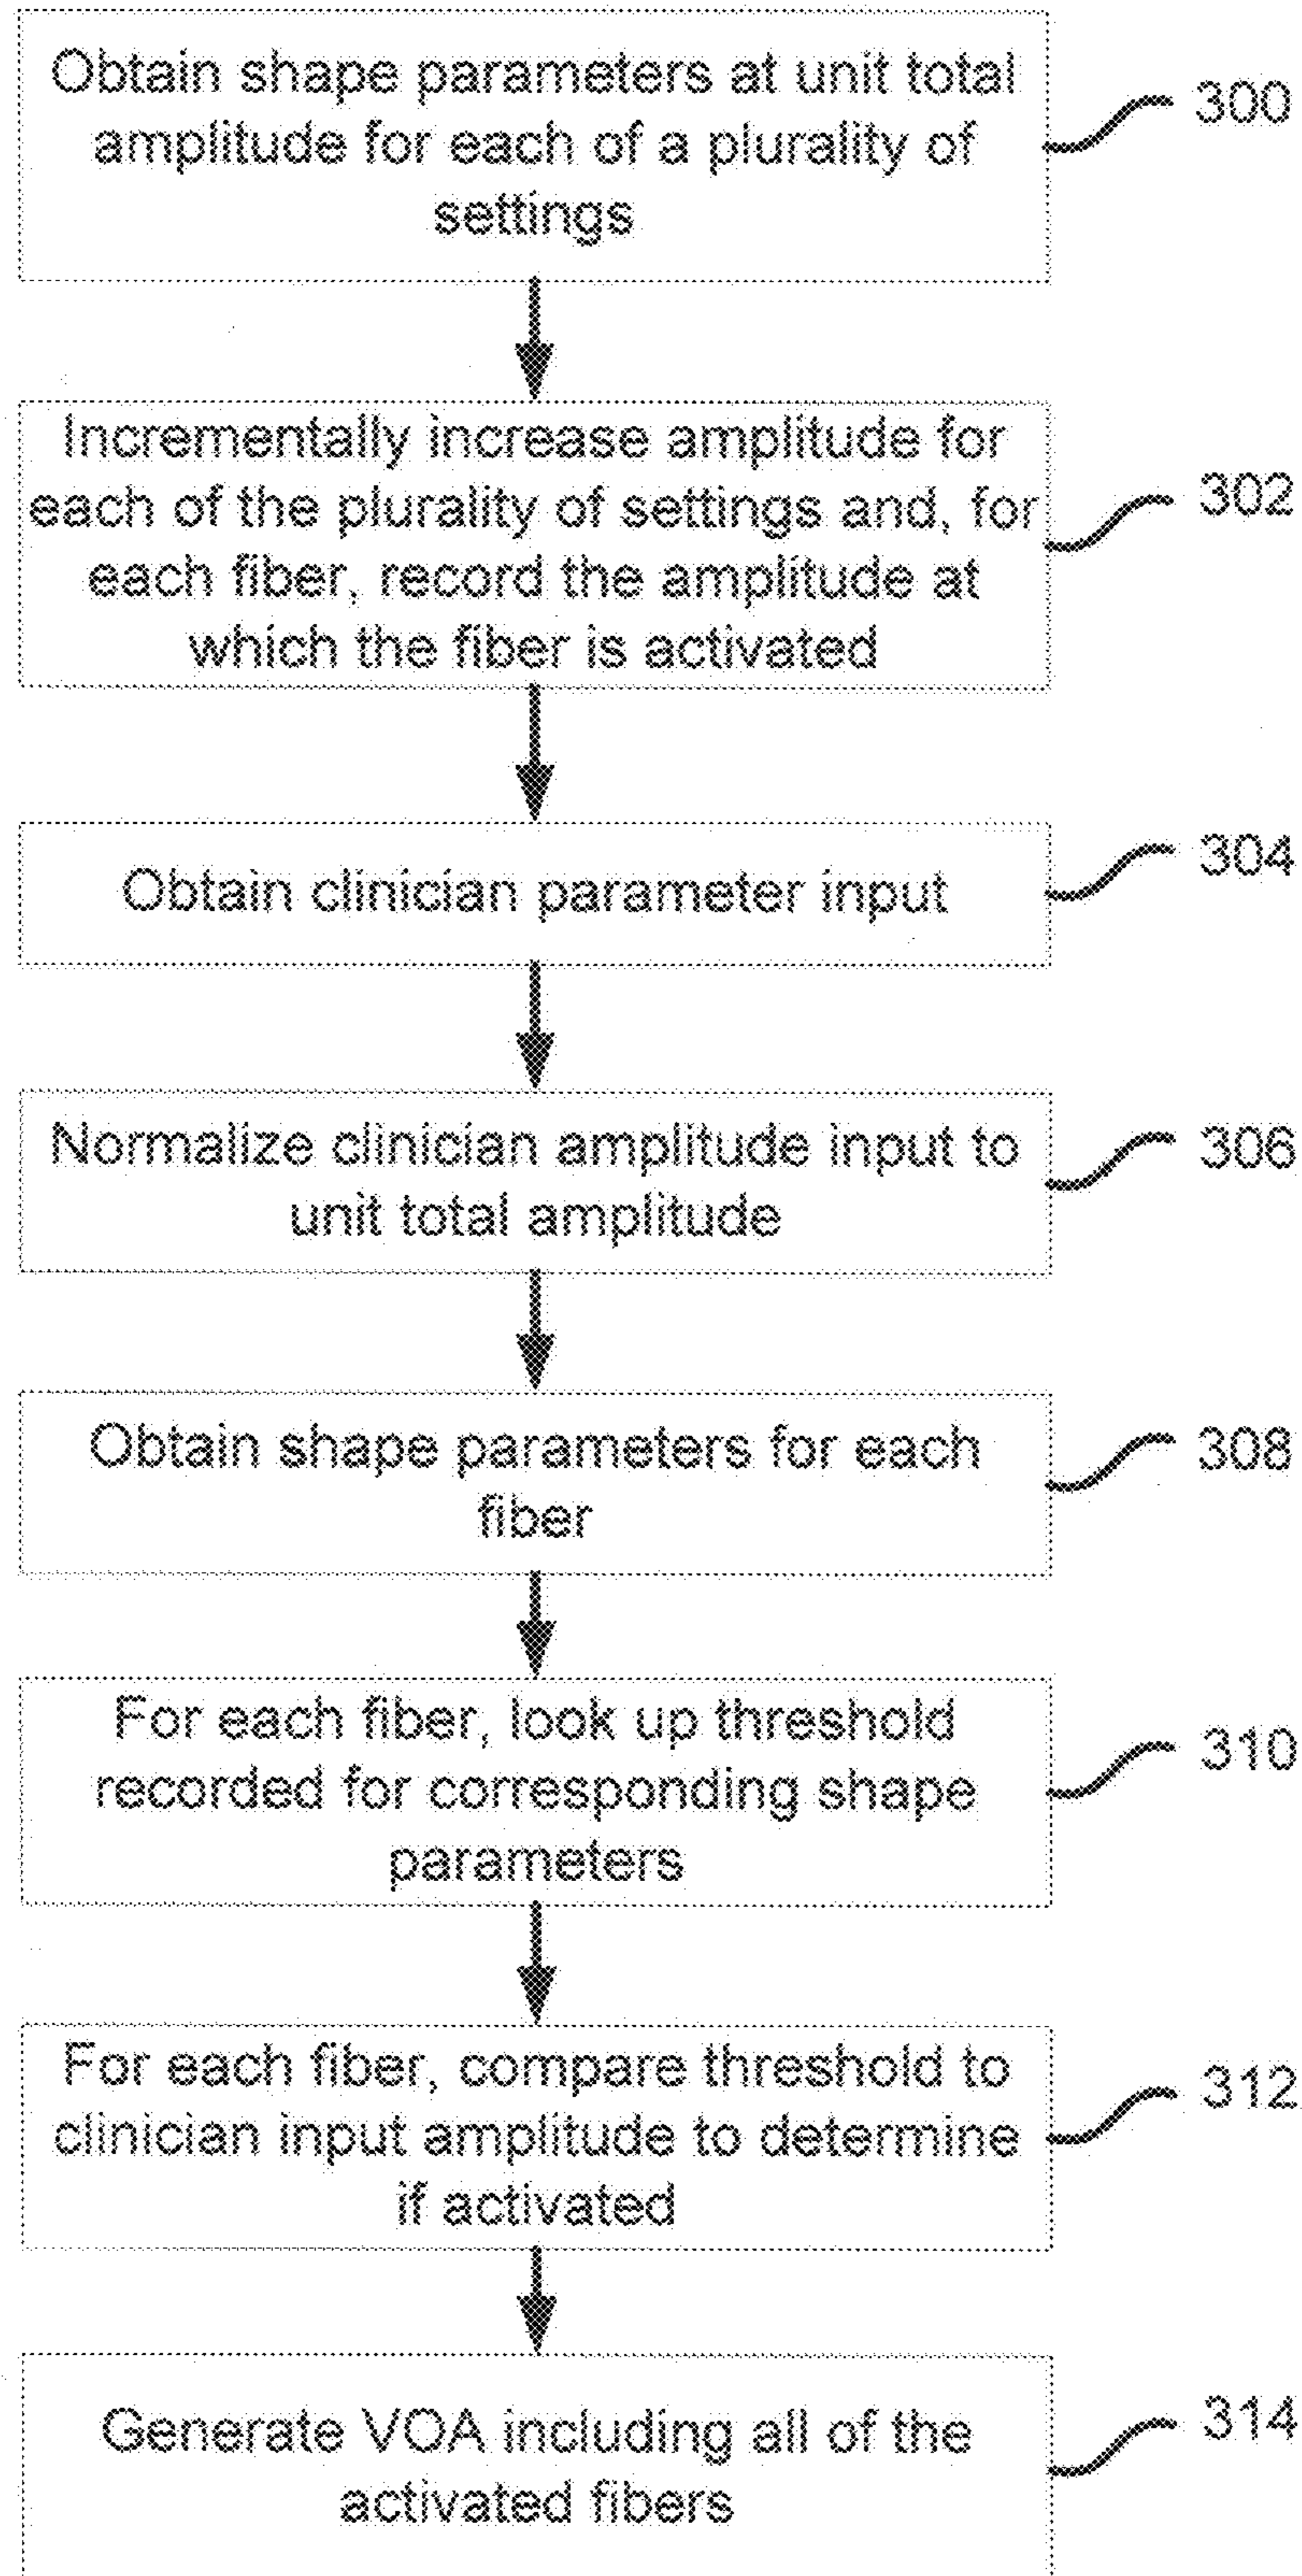 Obtain shape parameters at unit total
amplitude for each of a plurality of
settings
300
Incrementally increase amplitude for
each of the plurality of settings and, for
each fiber, record the amplitude at
which the fiber is activated
302
Obtain clinician parameter input
304
Normalize clinician amplitude input to
unit total amplitude
306
Obtain shape parameters for each
fiber
308
For each fiber, look up threshold
recorded for corresponding shape
parameters
310
For each fiber, compare threshold to
clinician input amplitude to determine
if activated
312
Generate VOA including all of the
activated fibers
314